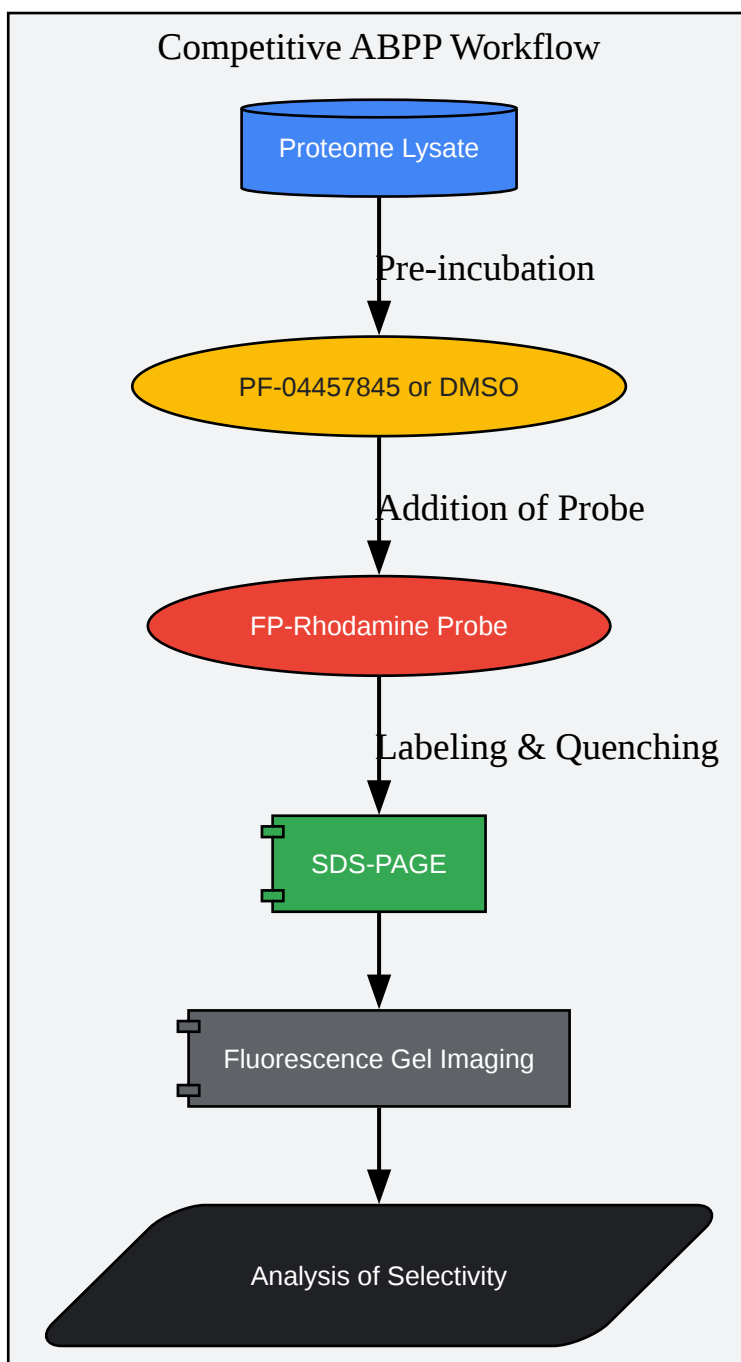 Competitive ABPP Workflow
Proteome Lysate
Pre-incubation
PF-04457845 or DMSO
Addition of Probe
FP-Rhodamine Probe
Labeling & Quenching
SDS-PAGE
Fluorescence Gel Imaging
Analysis of Selectivity